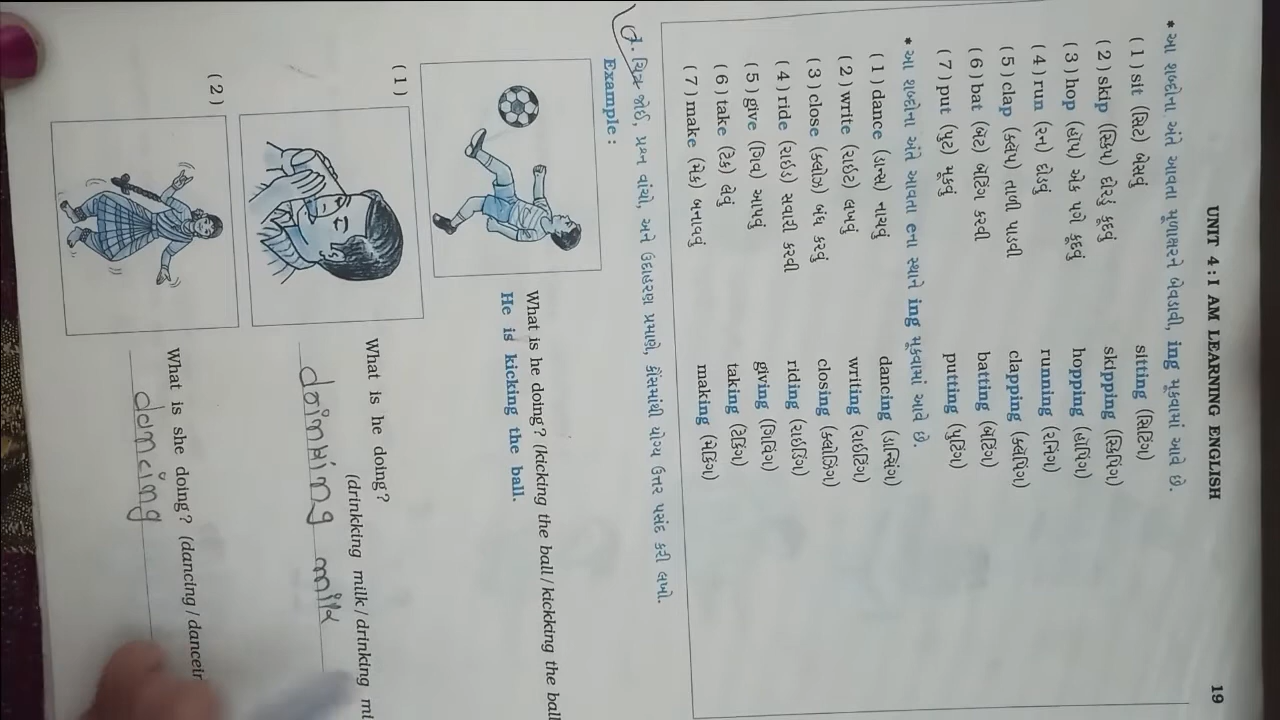 UNIT 4 : I AM LEARNING ENGLISH 19
* આ શબ્દોના અંતે આવતા મૂળાક્ષરને બેવડાવી, ing મૂકવામાં આવે છે.
(1) sit (સિટ) બેસવું sitting (સિટિંગ)
(2) skip (સ્કિપ) દોરડું કૂદવું skipping (સ્કિપિંગ)
(3) hop (હૉપ) એક પગે કૂદવું hopping (હૉપિંગ)
(4) run (રન) દોડવું running (રનિંગ)
(5) clap (ક્લૅપ) તાળી પાડવી clapping (ક્લૅપિંગ)
(6) bat (બૅટ) બૅટિંગ કરવી batting (બૅટિંગ)
(7) put (પુટ) મૂકવું putting (પુટિંગ)
* આ શબ્દોના અંતે આવતા eના સ્થાને ing મૂકવામાં આવે છે.
(1) dance (ડાન્સ) નાચવું dancing (ડાન્સિંગ)
(2) write (રાઇટ) લખવું writing (રાઇટિંગ)
(3) close (ક્લોઝ) બંધ કરવું closing (ક્લોઝિંગ)
(4) ride (રાઇડ) સવારી કરવી riding (રાઇડિંગ)
(5) give (ગિવ) આપવું giving (ગિવિંગ)
(6) take (ટેક) લેવું taking (ટેકિંગ)
(7) make (મેક) બનાવવું making (મેકિંગ)
ચિત્ર જોઈ, પ્રશ્ન વાંચો, અને ઉદાહરણ પ્રમાણે, કૌંસમાંથી યોગ્ય ઉત્તર પસંદ કરી લખો.
Example :
What is he doing? (kicking the ball/kickking the ball
He is kicking the ball.
(1) What is he doing?
(drinkking milk/drinking
doinking milk
(2) What is she doing? (dancing/
dancing